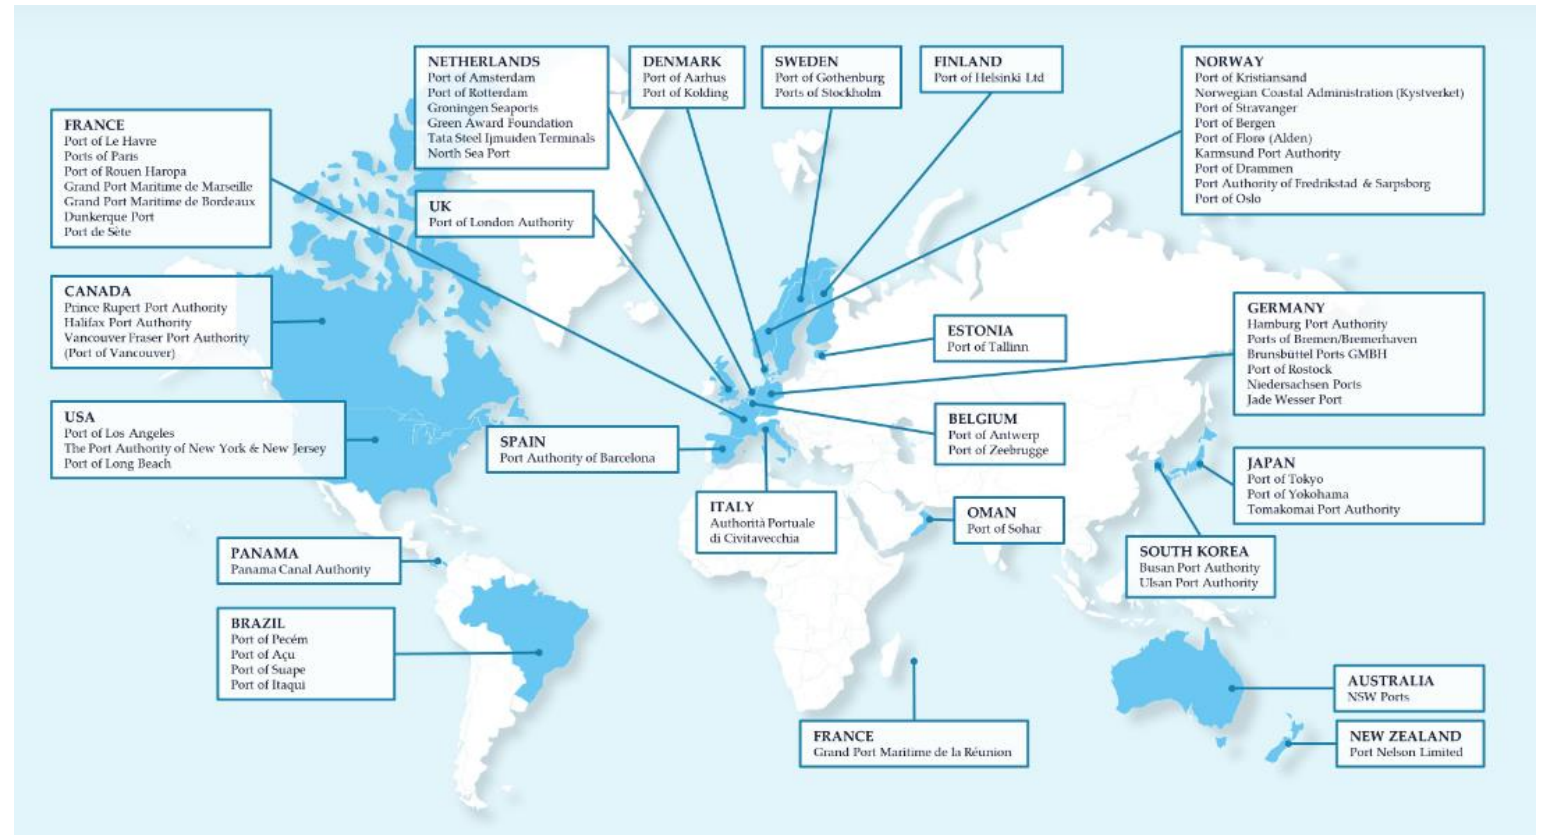 NETHERLANDS
Port of Amsterdam
Port of Rotterdam
Groningen Seaports
Green Award Foundation
Tata Steel Ijmuiden Terminals
North Sea Port
DENMARK
Port of Aarhus
Port of Kolding
SWEDEN
Port of Gothenburg
Ports of Stockholm
FINLAND
Port of Helsinki Ltd
NORWAY
Port of Kristiansand
Norwegian Coastal Administration (Kystverket)
Port of Stravanger
Port of Bergen
Port of Florø (Alden)
Karmsund Port Authority
Port of Drammen
Port Authority of Fredrikstad & Sarpsborg
Port of Oslo
FRANCE
Port of Le Havre
Ports of Paris
Port of Rouen Haropa
Grand Port Maritime de Marseille
Grand Port Maritime de Bordeaux
Dunkerque Port
Port de Sète
UK
Port of London Authority
CANADA
Prince Rupert Port Authority
Halifax Port Authority
Vancouver Fraser Port Authority
(Port of Vancouver)
GERMANY
Hamburg Port Authority
Ports of Bremen/Bremerhaven
Brunsbüttel Ports GMBH
Port of Rostock
Niedersachsen Ports
Jade Wesser Port
ESTONIA
Port of Tallinn
USA
Port of Los Angeles
The Port Authority of New York & New Jersey
Port of Long Beach
SPAIN
Port Authority of Barcelona
BELGIUM
Port of Antwerp
Port of Zeebrugge
JAPAN
Port of Tokyo
Port of Yokohama
Tomakomai Port Authority
ITALY
Authorità Portuale
di Civitavecchia
OMAN
Port of Sohar
SOUTH KOREA
Busan Port Authority
Ulsan Port Authority
PANAMA
Panama Canal Authority
BRAZIL
Port of Pecém
Port of Açu
Port of Suape
Port of Itaqui
AUSTRALIA
NSW Ports
FRANCE
Grand Port Maritime de la Réunion
NEW ZEALAND
Port Nelson Limited